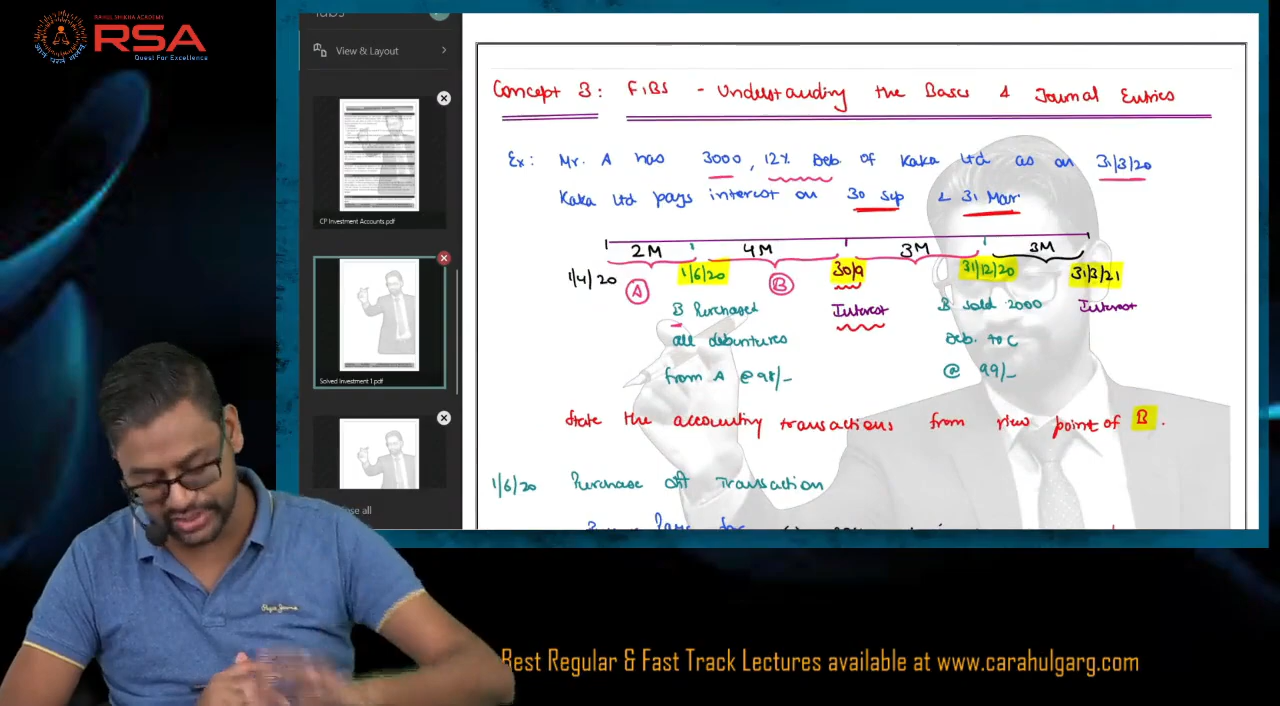 RAHUL SHIKHA ACADEMY
RSA
Quest For Excellence
View & Layout
CP Investment Accounts.pdf
Solved Investment 1.pdf
Concept 3: FIBS - Understanding the Basics & Journal Entries
Ex: Mr. A has 3000, 12% Deb. of Kaka Ltd as on 31/3/20
Kaka Ltd pays interest on 30 Sep & 31 Mar
2M 4M 3M 3M
1/4/20 A 1/6/20 B 30/9 31/12/20 31/3/21
B Purchased Interest B sold 2000 Interest
all debuntures Deb. to C
from A @ 98/- @ 99/-
State the accounting transactions from view point of B.
1/6/20 Purchase of Transaction
Best Regular & Fast Track Lectures available at www.carahulgarg.com